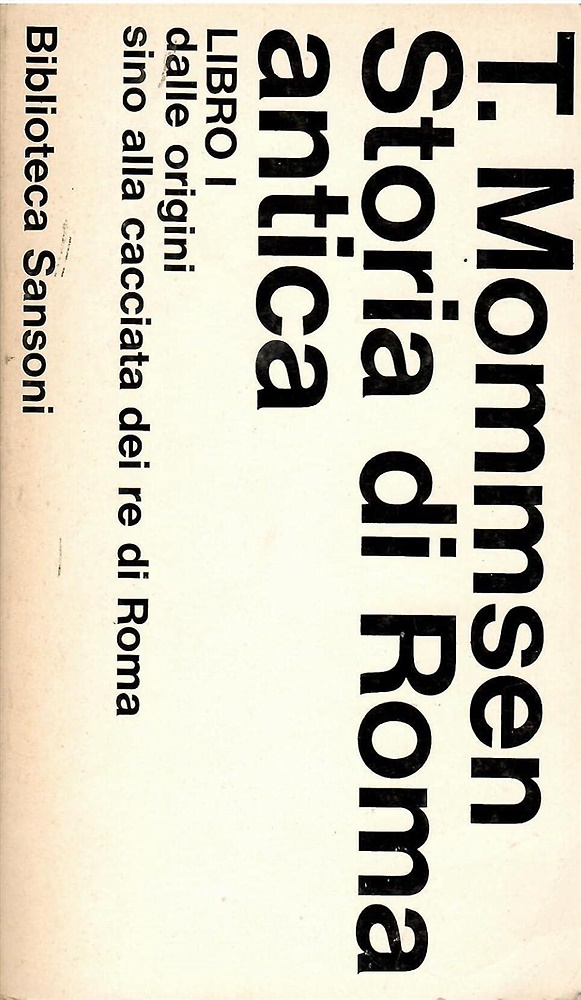 T. Mommsen
Storia di Roma
antica
LIBRO I
dalle origini
sino alla cacciata dei re di Roma
Biblioteca Sansoni